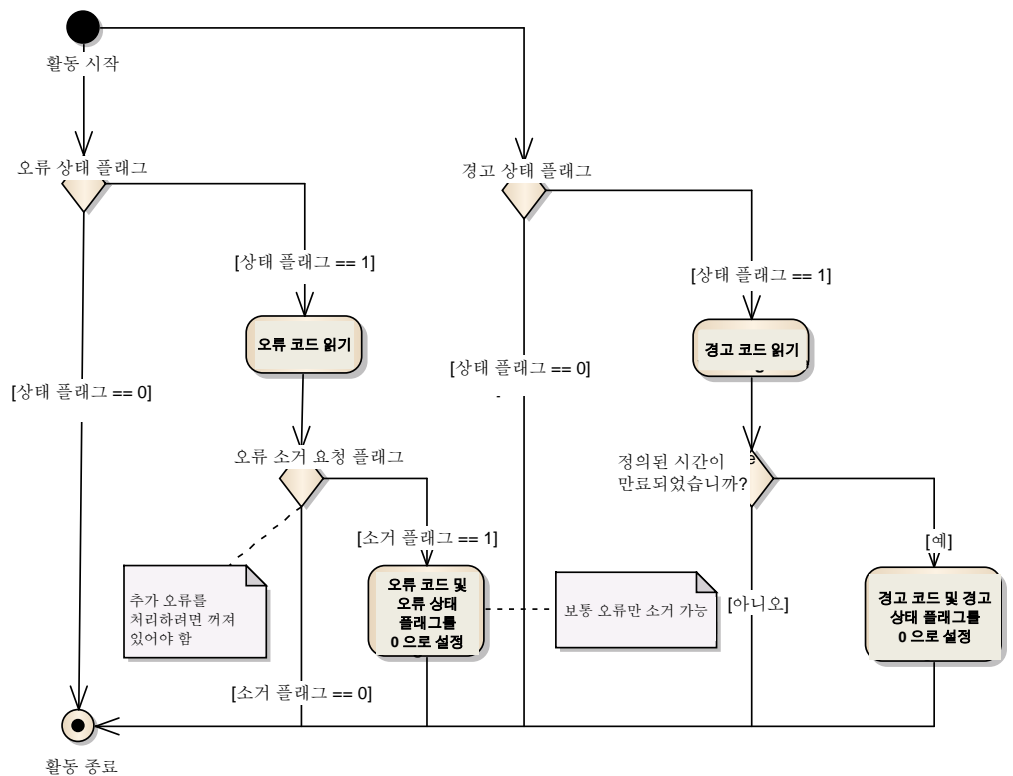 활동 시작
오류 상태 플래그
경고 상태 플래그
[상태 플래그 == 1]
[상태 플래그 == 1]
오류 코드 읽기
경고 코드 읽기
[상태 플래그 == 0]
[상태 플래그 == 0]
오류 소거 요청 플래그
정의된 시간이
만료되었습니까?
[소거 플래그 == 1]
[예]
추가 오류를
처리하려면 꺼져
있어야 함
오류 코드 및
오류 상태
플래그를
0 으로 설정
보통 오류만 소거 가능
[아니오]
경고 코드 및 경고
상태 플래그를
0 으로 설정
[소거 플래그 == 0]
활동 종료